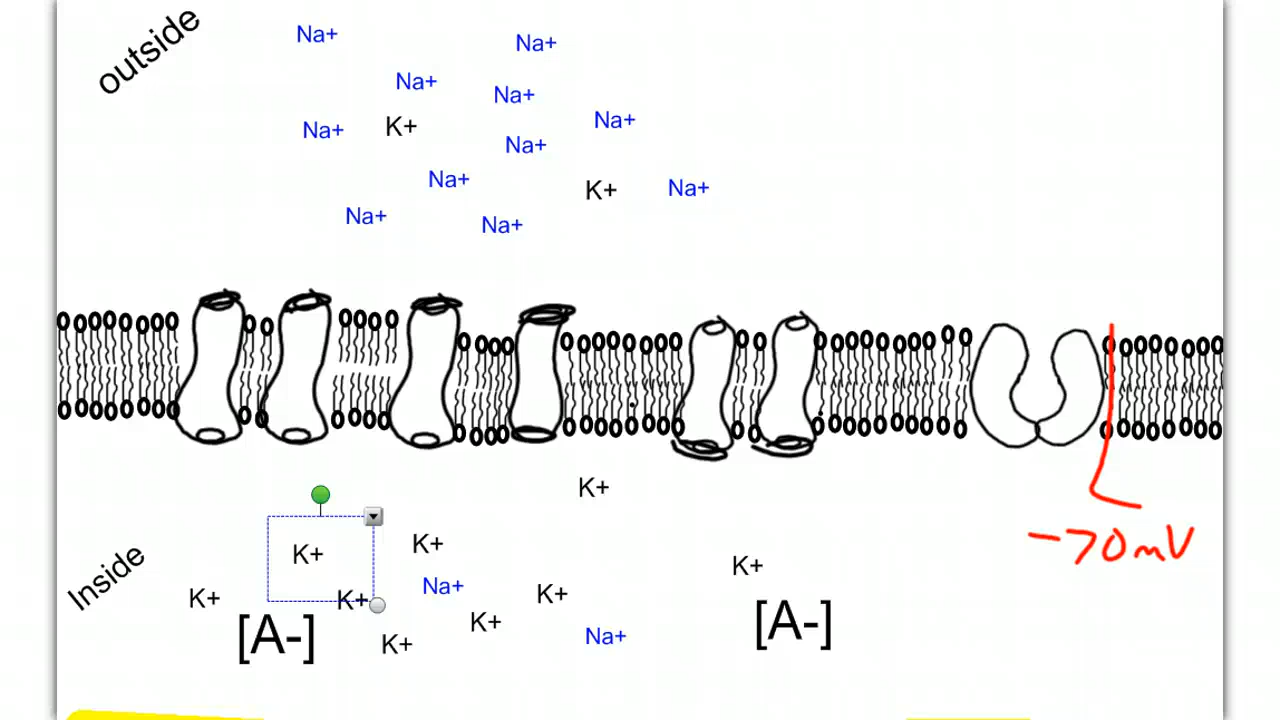 outside
Na+
Na+
Na+
Na+
Na+
K+
Na+
Na+
Na+
K+
Na+
Na+
Na+
K+
K+
K+
K+
Na+
K+
K+
K+
K+
Na+
K+
Inside
[A-]
[A-]
-70mV